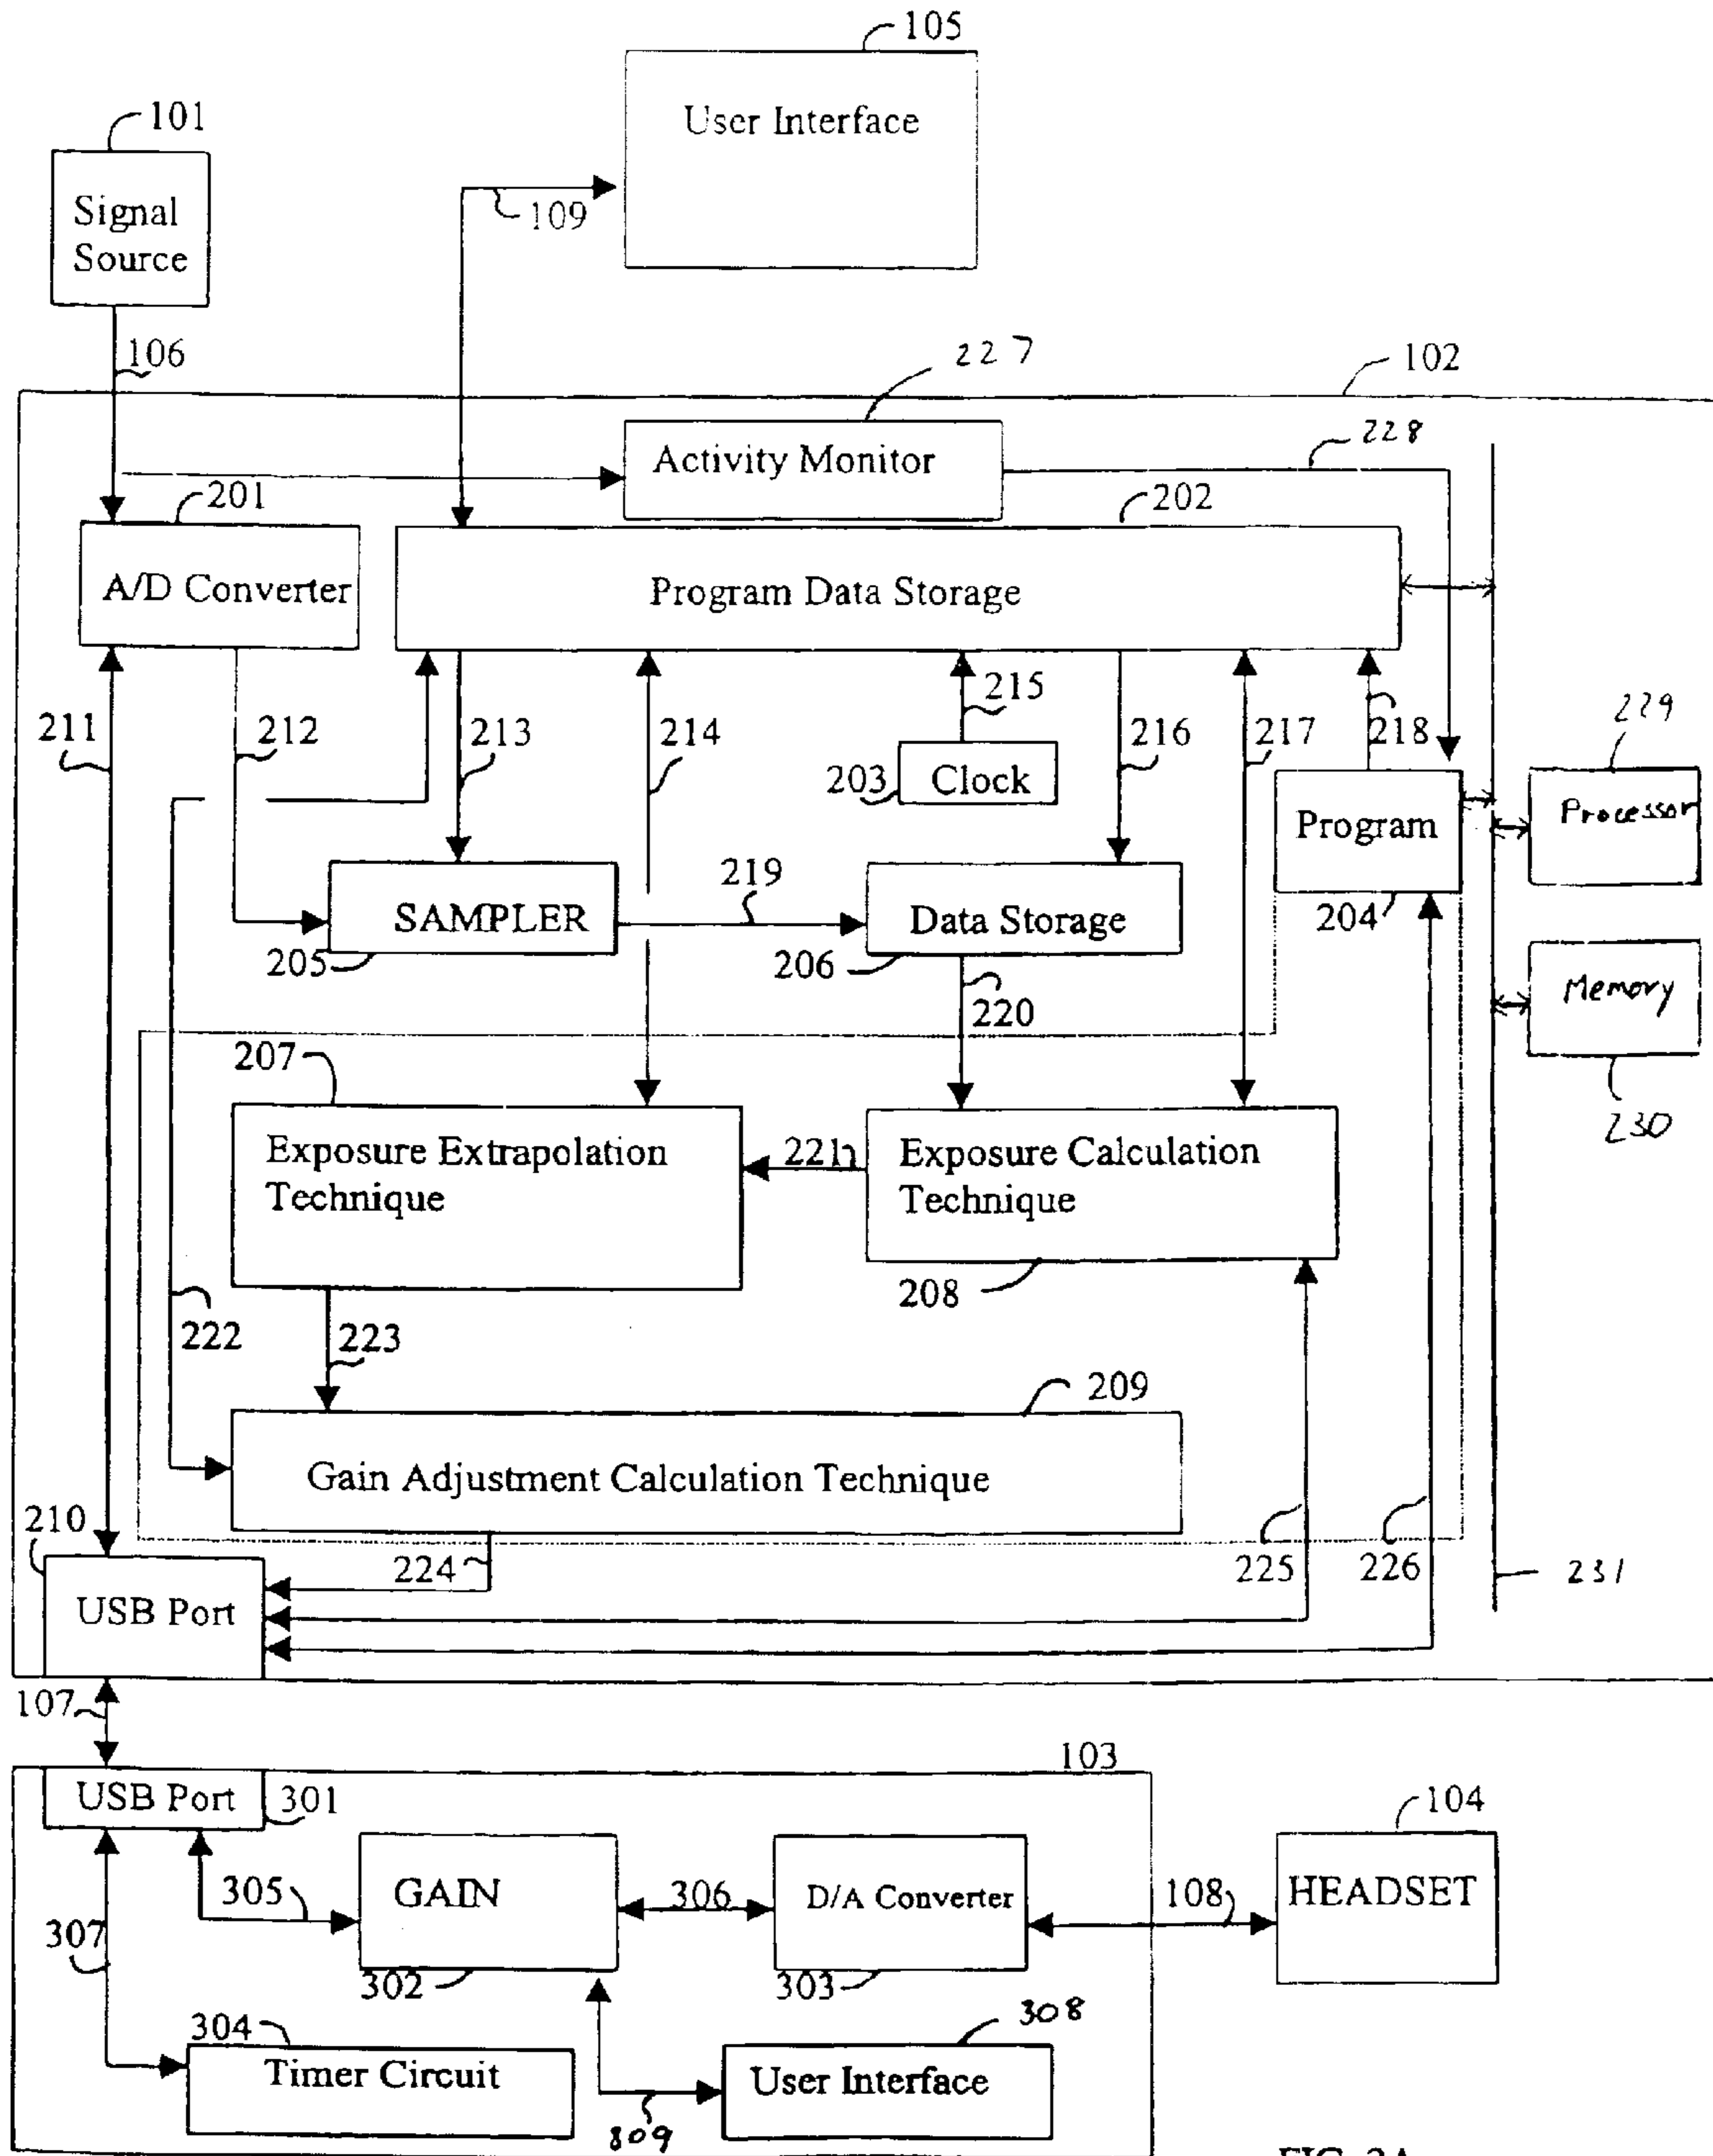 105
User Interface
101
Signal
Source
109
106
227
102
Activity Monitor
228
201
202
A/D Converter
Program Data Storage
211
212
213
214
215
216
217
218
229
203
Clock
Processor
Program
219
SAMPLER
Data Storage
204
205
206
220
Memory
207
230
Exposure Extrapolation
Technique
221
Exposure Calculation
Technique
208
222
223
209
Gain Adjustment Calculation Technique
210
224
225
226
231
USB Port
107
103
USB Port
301
104
305
GAIN
306
D/A Converter
108
HEADSET
307
302
303
304
308
Timer Circuit
User Interface
809
FIG. 2A